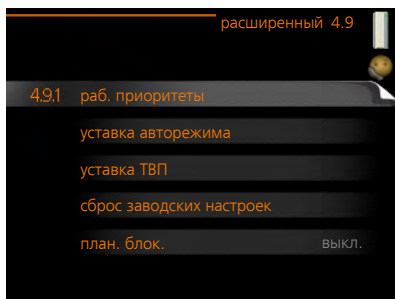 расширенный 4.9
4.9.1 раб. приоритеты
уставка авторежима
уставка ТВП
сброс заводских настроек
план. блок. выкл.